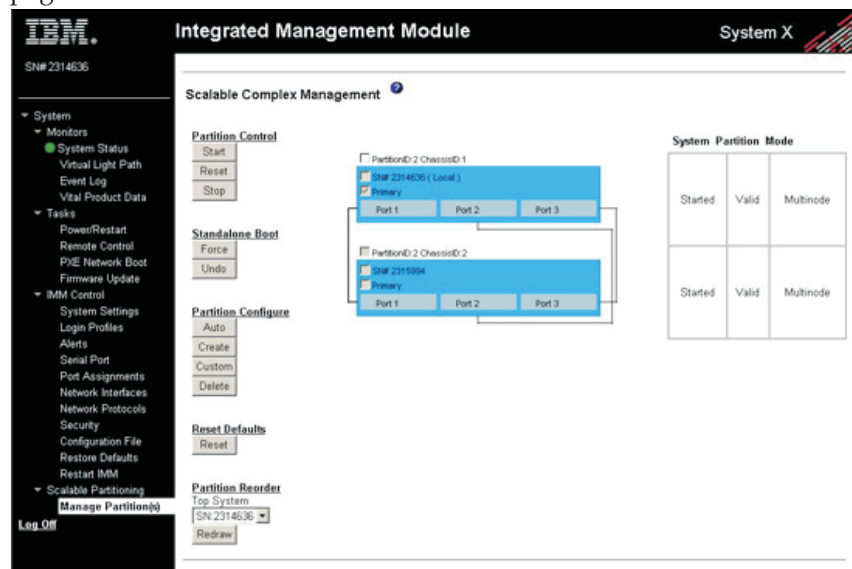 IBM.
Integrated Management Module
System X
SN# 2314636
System
Monitors
System Status
Virtual Light Path
Event Log
Vital Product Data
Tasks
Power/Restart
Remote Control
PXE Network Boot
Firmware Update
IMM Control
System Settings
Login Profiles
Alerts
Serial Port
Port Assignments
Network Interfaces
Network Protocols
Security
Configuration File
Restore Defaults
Restart IMM
Scalable Partitioning
Manage Partition(s)
Log Off
Scalable Complex Management
Partition Control
Start
Reset
Stop
Standalone Boot
Force
Undo
Partition Configure
Auto
Create
Custom
Delete
Reset Defaults
Reset
Partition Reorder
Top System
SN:2314636
Redraw
PartitionID:2 ChassisID:1
SN# 2314636 ( Local )
Primary
Port 1 Port 2 Port 3
PartitionID:2 ChassisID:2
SN# 2315994
Primary
Port 1 Port 2 Port 3
System Partition Mode
Started Valid Multinode
Started Valid Multinode